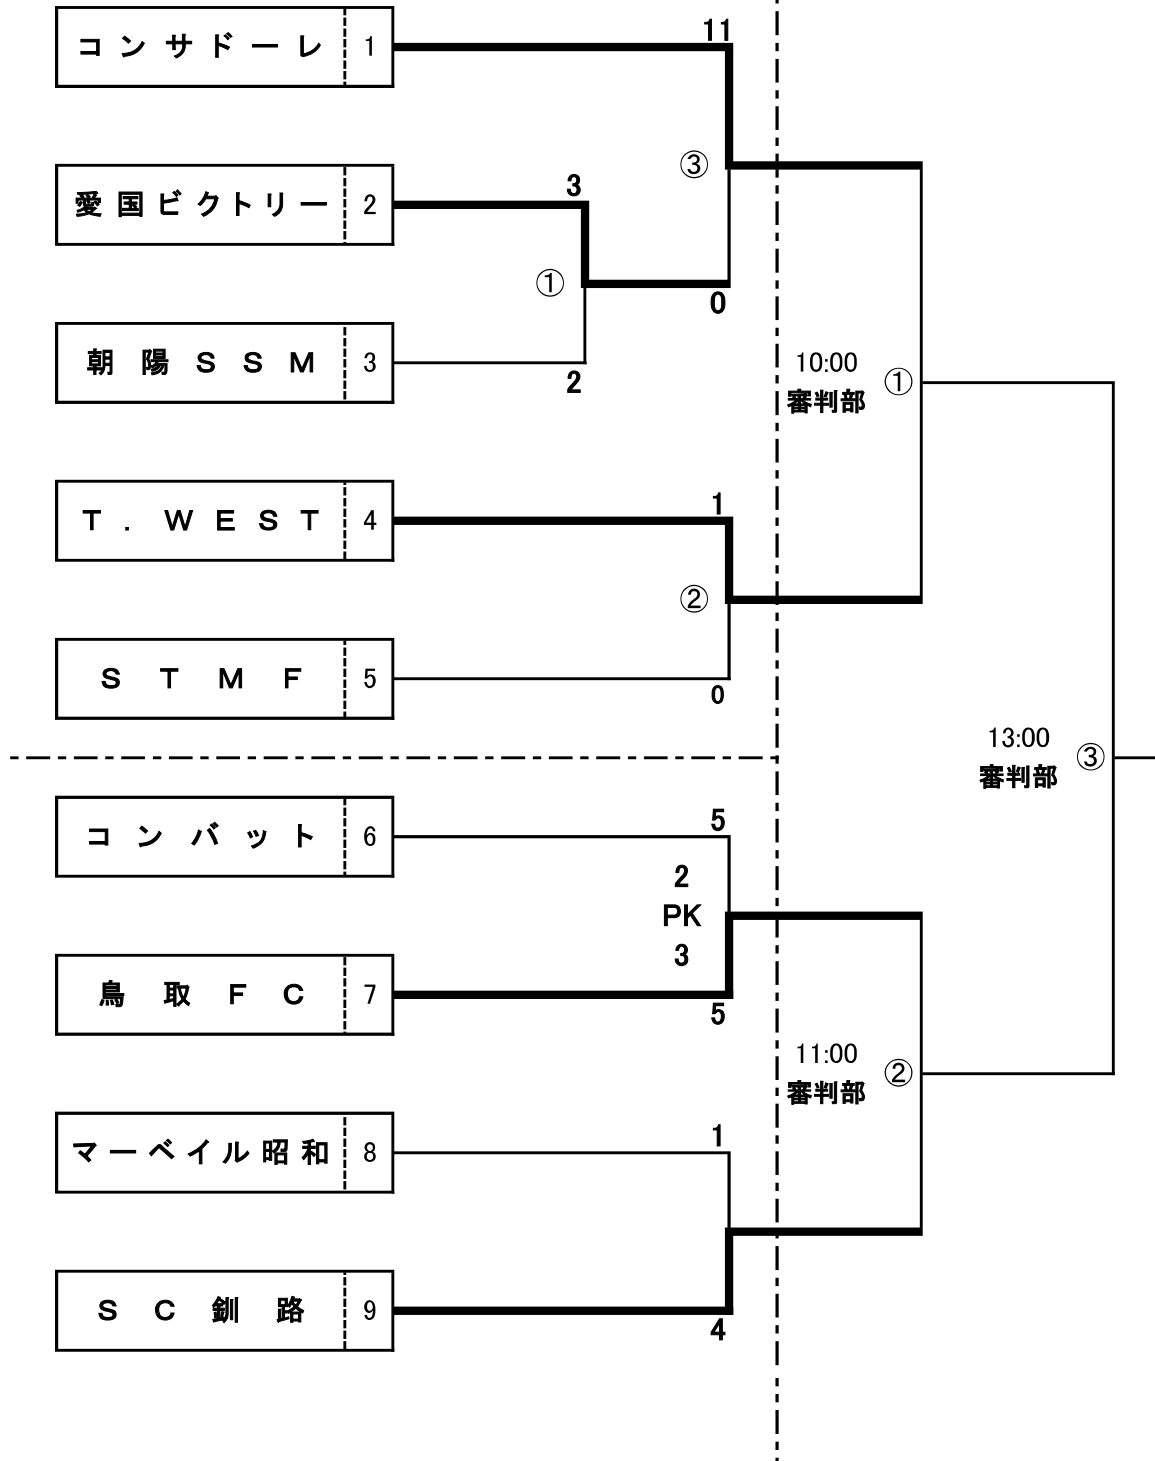 コンサドーレ 1
11
③
愛国ビクトリー 2
3
①
0
朝陽SSM 3
2
10:00
審判部 ①
T.WEST 4
1
②
STMF 5
0
13:00
審判部 ③
コンバット 6
5
2
PK
3
鳥取FC 7
5
11:00
審判部 ②
マーベイル昭和 8
1
SC釧路 9
4